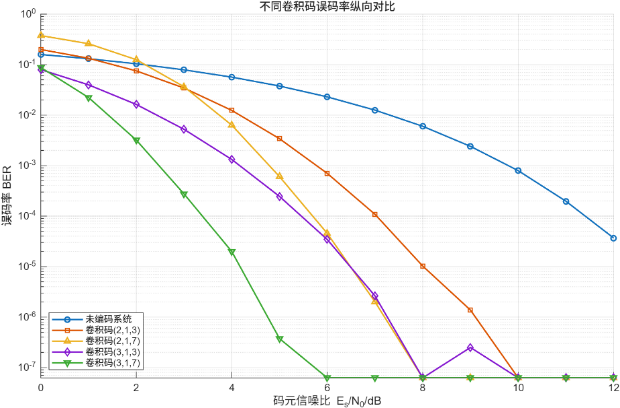 不同卷积码误码率纵向对比
误码率 BER
10^0
10^-1
10^-2
10^-3
10^-4
10^-5
10^-6
10^-7
未编码系统
卷积码(2,1,3)
卷积码(2,1,7)
卷积码(3,1,3)
卷积码(3,1,7)
0 2 4 6 8 10 12
码元信噪比 E_s/N_0/dB